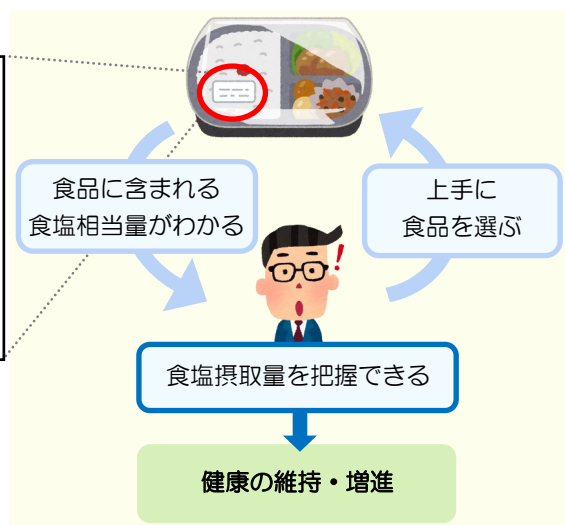 食品に含まれる
食塩相当量がわかる
上手に
食品を選ぶ
!
食塩摂取量を把握できる
健康の維持・増進